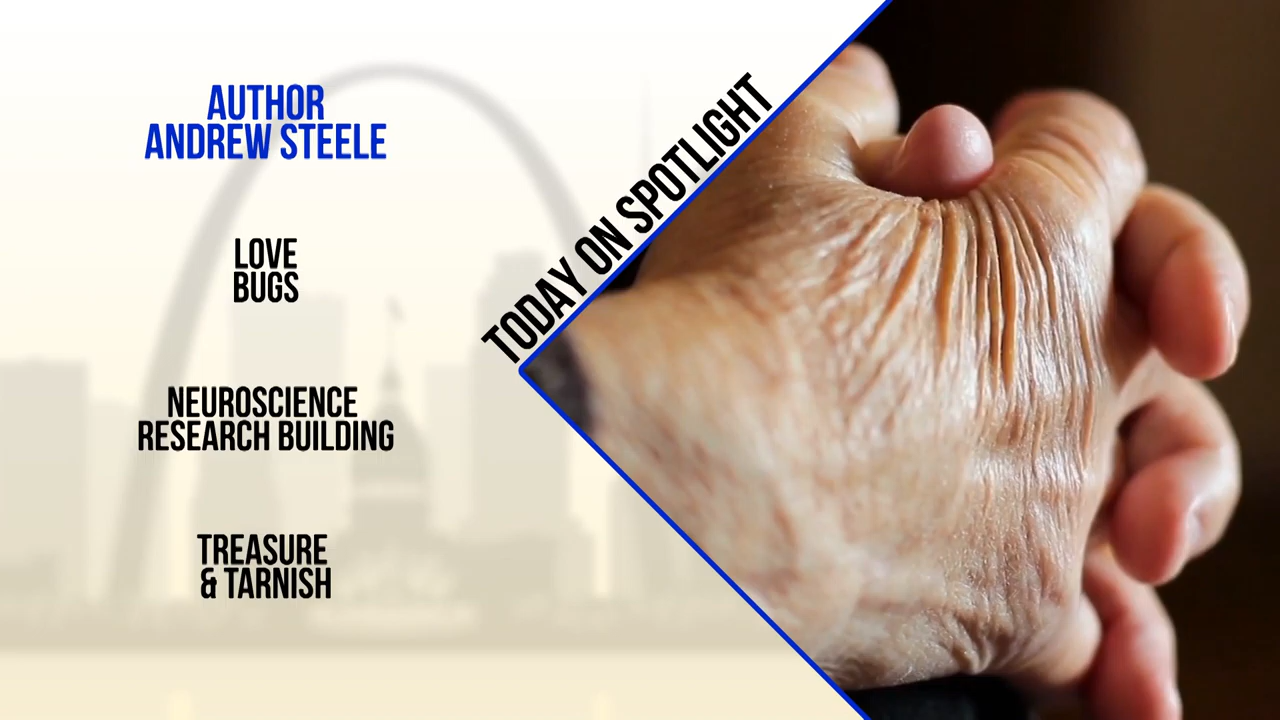 AUTHOR
ANDREW STEELE
LOVE
BUGS
NEUROSCIENCE
RESEARCH BUILDING
TREASURE
& TARNISH
TODAY ON SPOTLIGHT